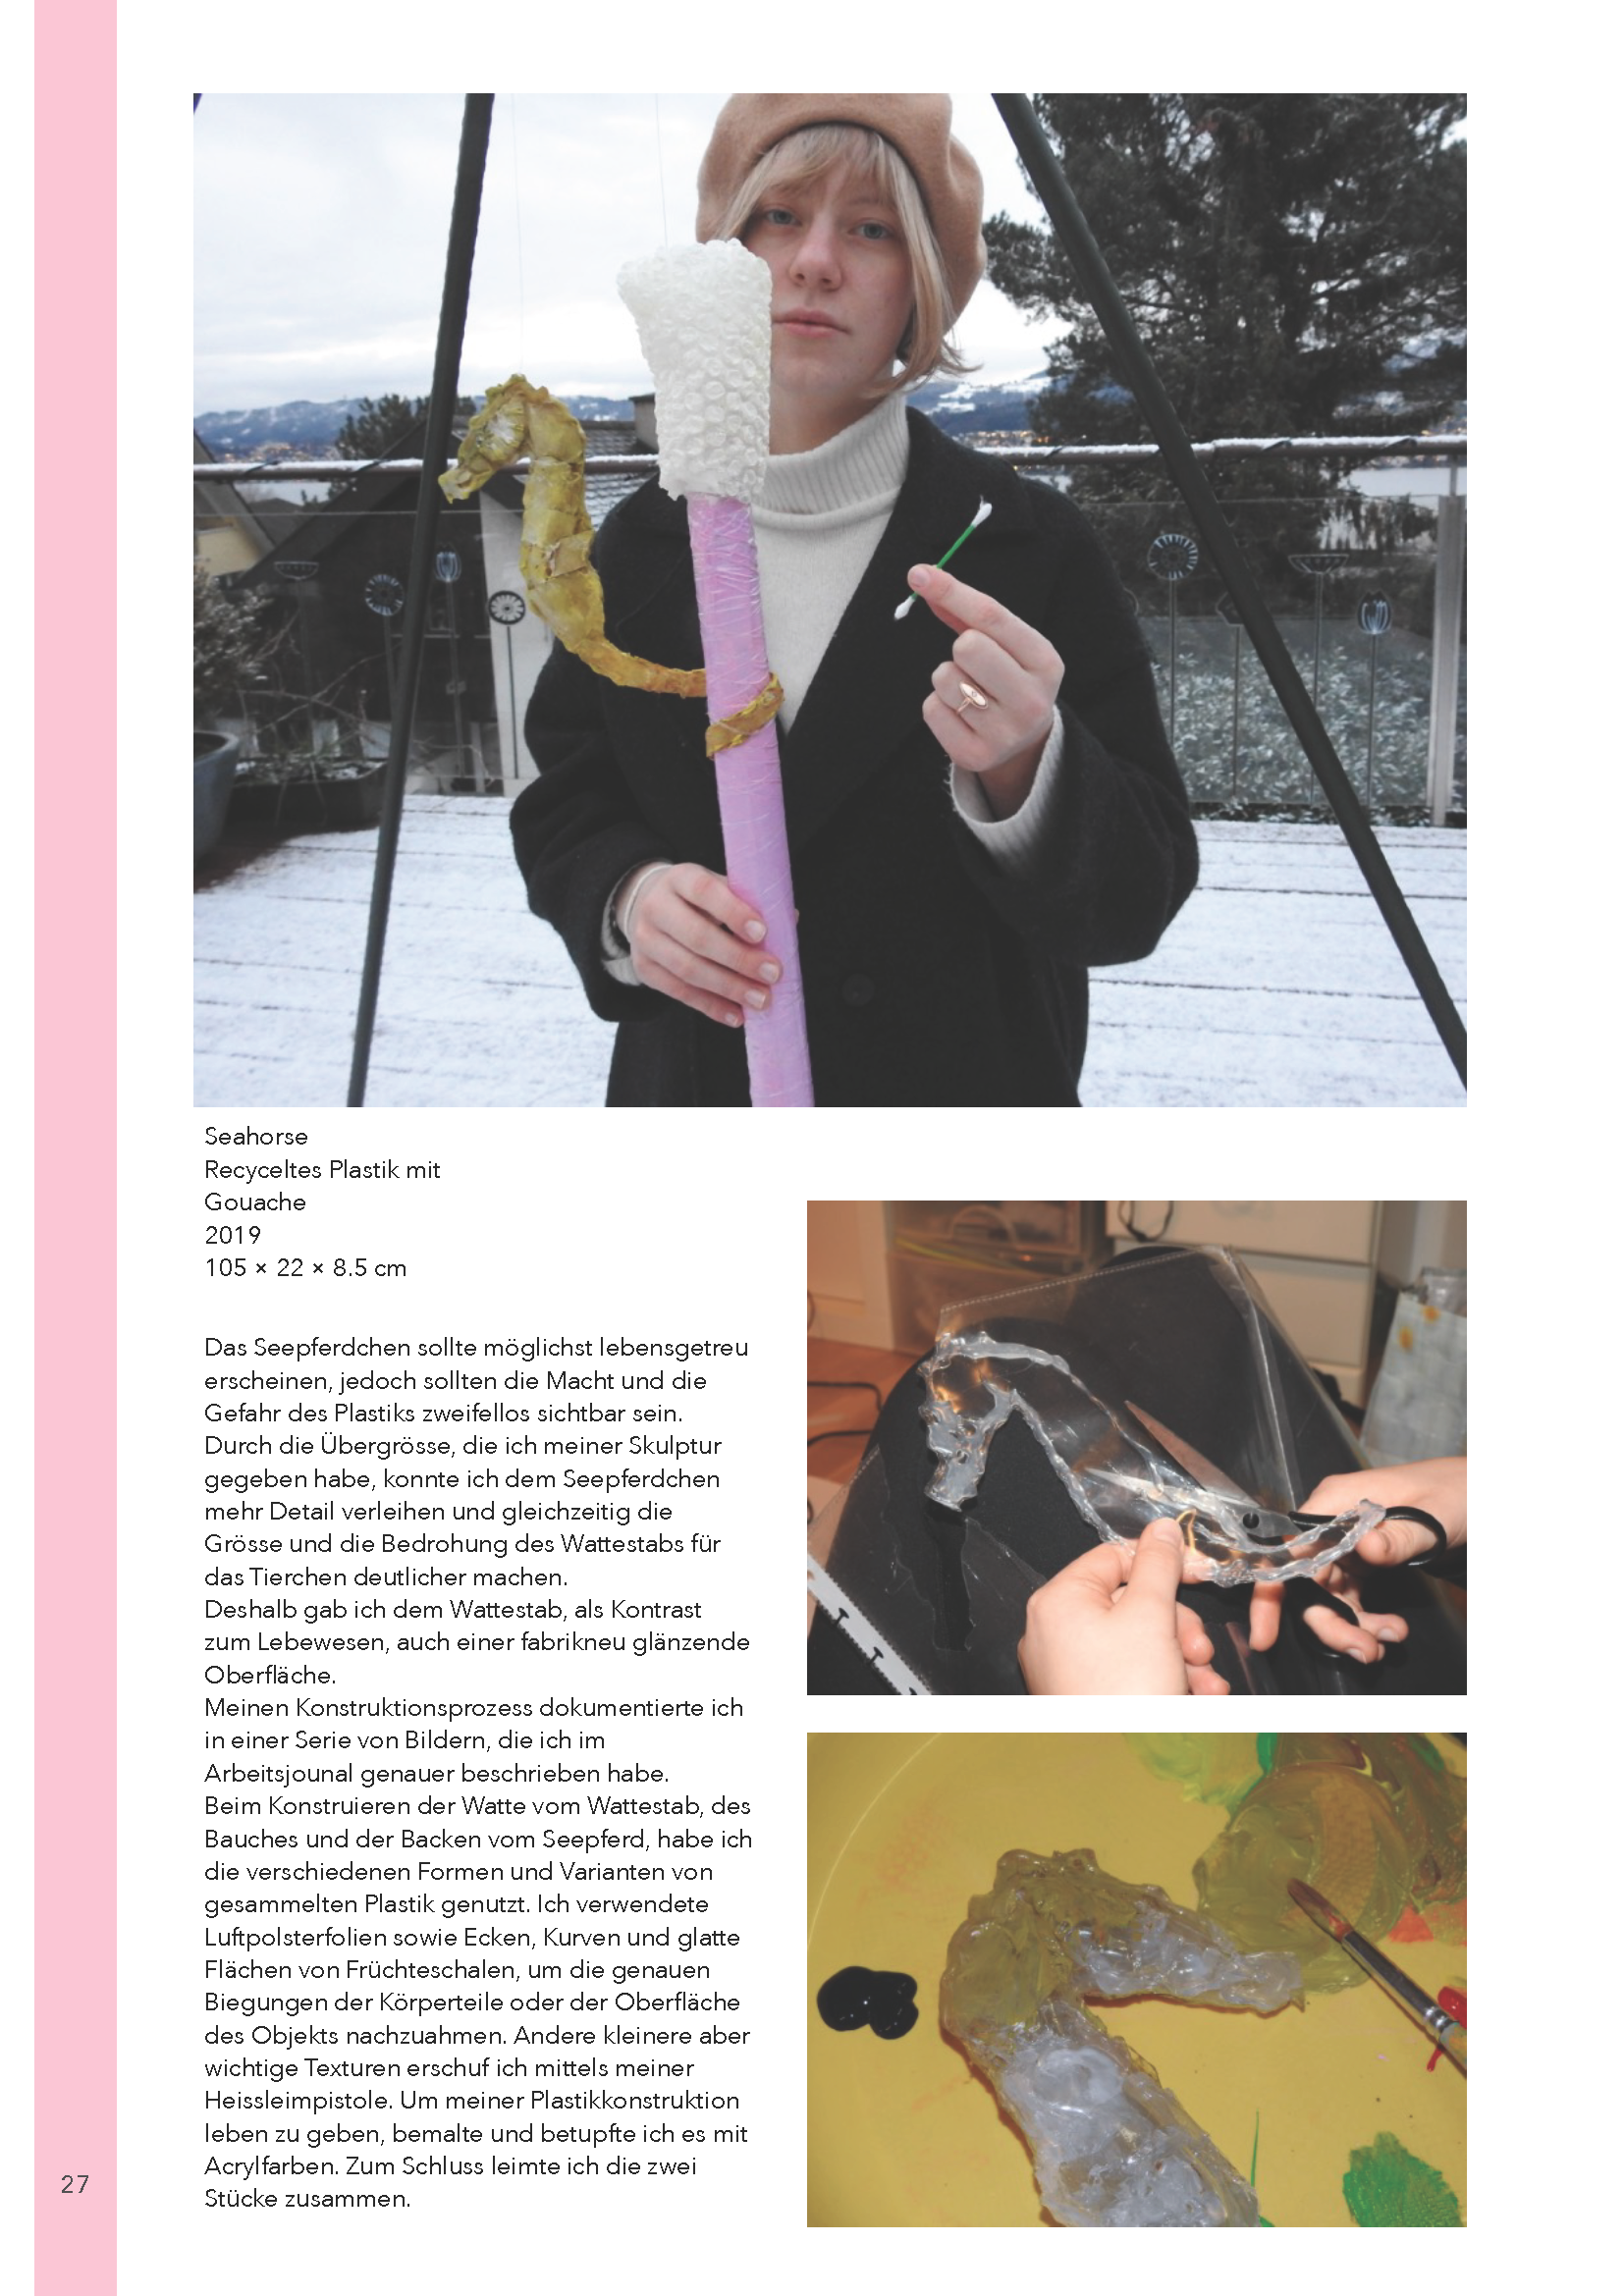 Seahorse
Recyceltes Plastik mit
Gouache
2019
105 × 22 × 8.5 cm
Das Seepferdchen sollte möglichst lebensgetreu
erscheinen, jedoch sollten die Macht und die
Gefahr des Plastiks zweifellos sichtbar sein.
Durch die Übergrösse, die ich meiner Skulptur
gegeben habe, konnte ich dem Seepferdchen
mehr Detail verleihen und gleichzeitig die
Grösse und die Bedrohung des Wattestabs für
das Tierchen deutlicher machen.
Deshalb gab ich dem Wattestab, als Kontrast
zum Lebewesen, auch einer fabrikneu glänzende
Oberfläche.
Meinen Konstruktionsprozess dokumentierte ich
in einer Serie von Bildern, die ich im
Arbeitsjounal genauer beschrieben habe.
Beim Konstruieren der Watte vom Wattestab, des
Bauches und der Backen vom Seepferd, habe ich
die verschiedenen Formen und Varianten von
gesammelten Plastik genutzt. Ich verwendete
Luftpolsterfolien sowie Ecken, Kurven und glatte
Flächen von Früchteschalen, um die genauen
Biegungen der Körperteile oder der Oberfläche
des Objekts nachzuahmen. Andere kleinere aber
wichtige Texturen erschuf ich mittels meiner
Heissleimpistole. Um meiner Plastikkonstruktion
leben zu geben, bemalte und betupfte ich es mit
Acrylfarben. Zum Schluss leimte ich die zwei
Stücke zusammen.
27